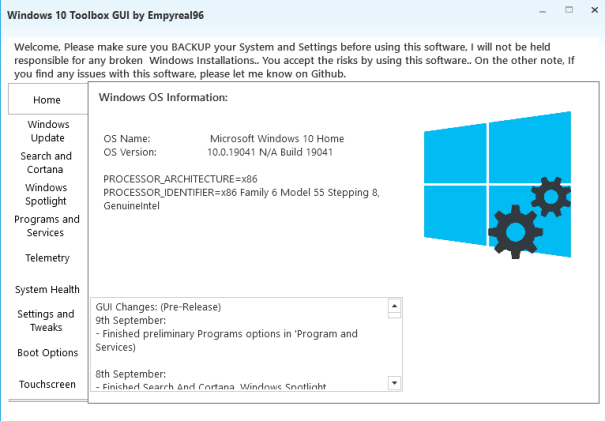 Windows 10 Toolbox GUI by Empyreal96
Welcome, Please make sure you BACKUP your System and Settings before using this software, I will not be held
responsible for any broken Windows Installations.. You accept the risks by using this software.. On the other note, If
you find any issues with this software, please let me know on Github.
Home
Windows
Update
Search and
Cortana
Windows
Spotlight
Programs and
Services
Telemetry
System Health
Settings and
Tweaks
Boot Options
Touchscreen
Windows OS Information:
OS Name: Microsoft Windows 10 Home
OS Version: 10.0.19041 N/A Build 19041
PROCESSOR_ARCHITECTURE=x86
PROCESSOR_IDENTIFIER=x86 Family 6 Model 55 Stepping 8,
GenuineIntel
GUI Changes: (Pre-Release)
9th September:
- Finished preliminary Programs options in 'Program and
Services)
8th September:
- Finished Search And Cortana, Windows Spotlight